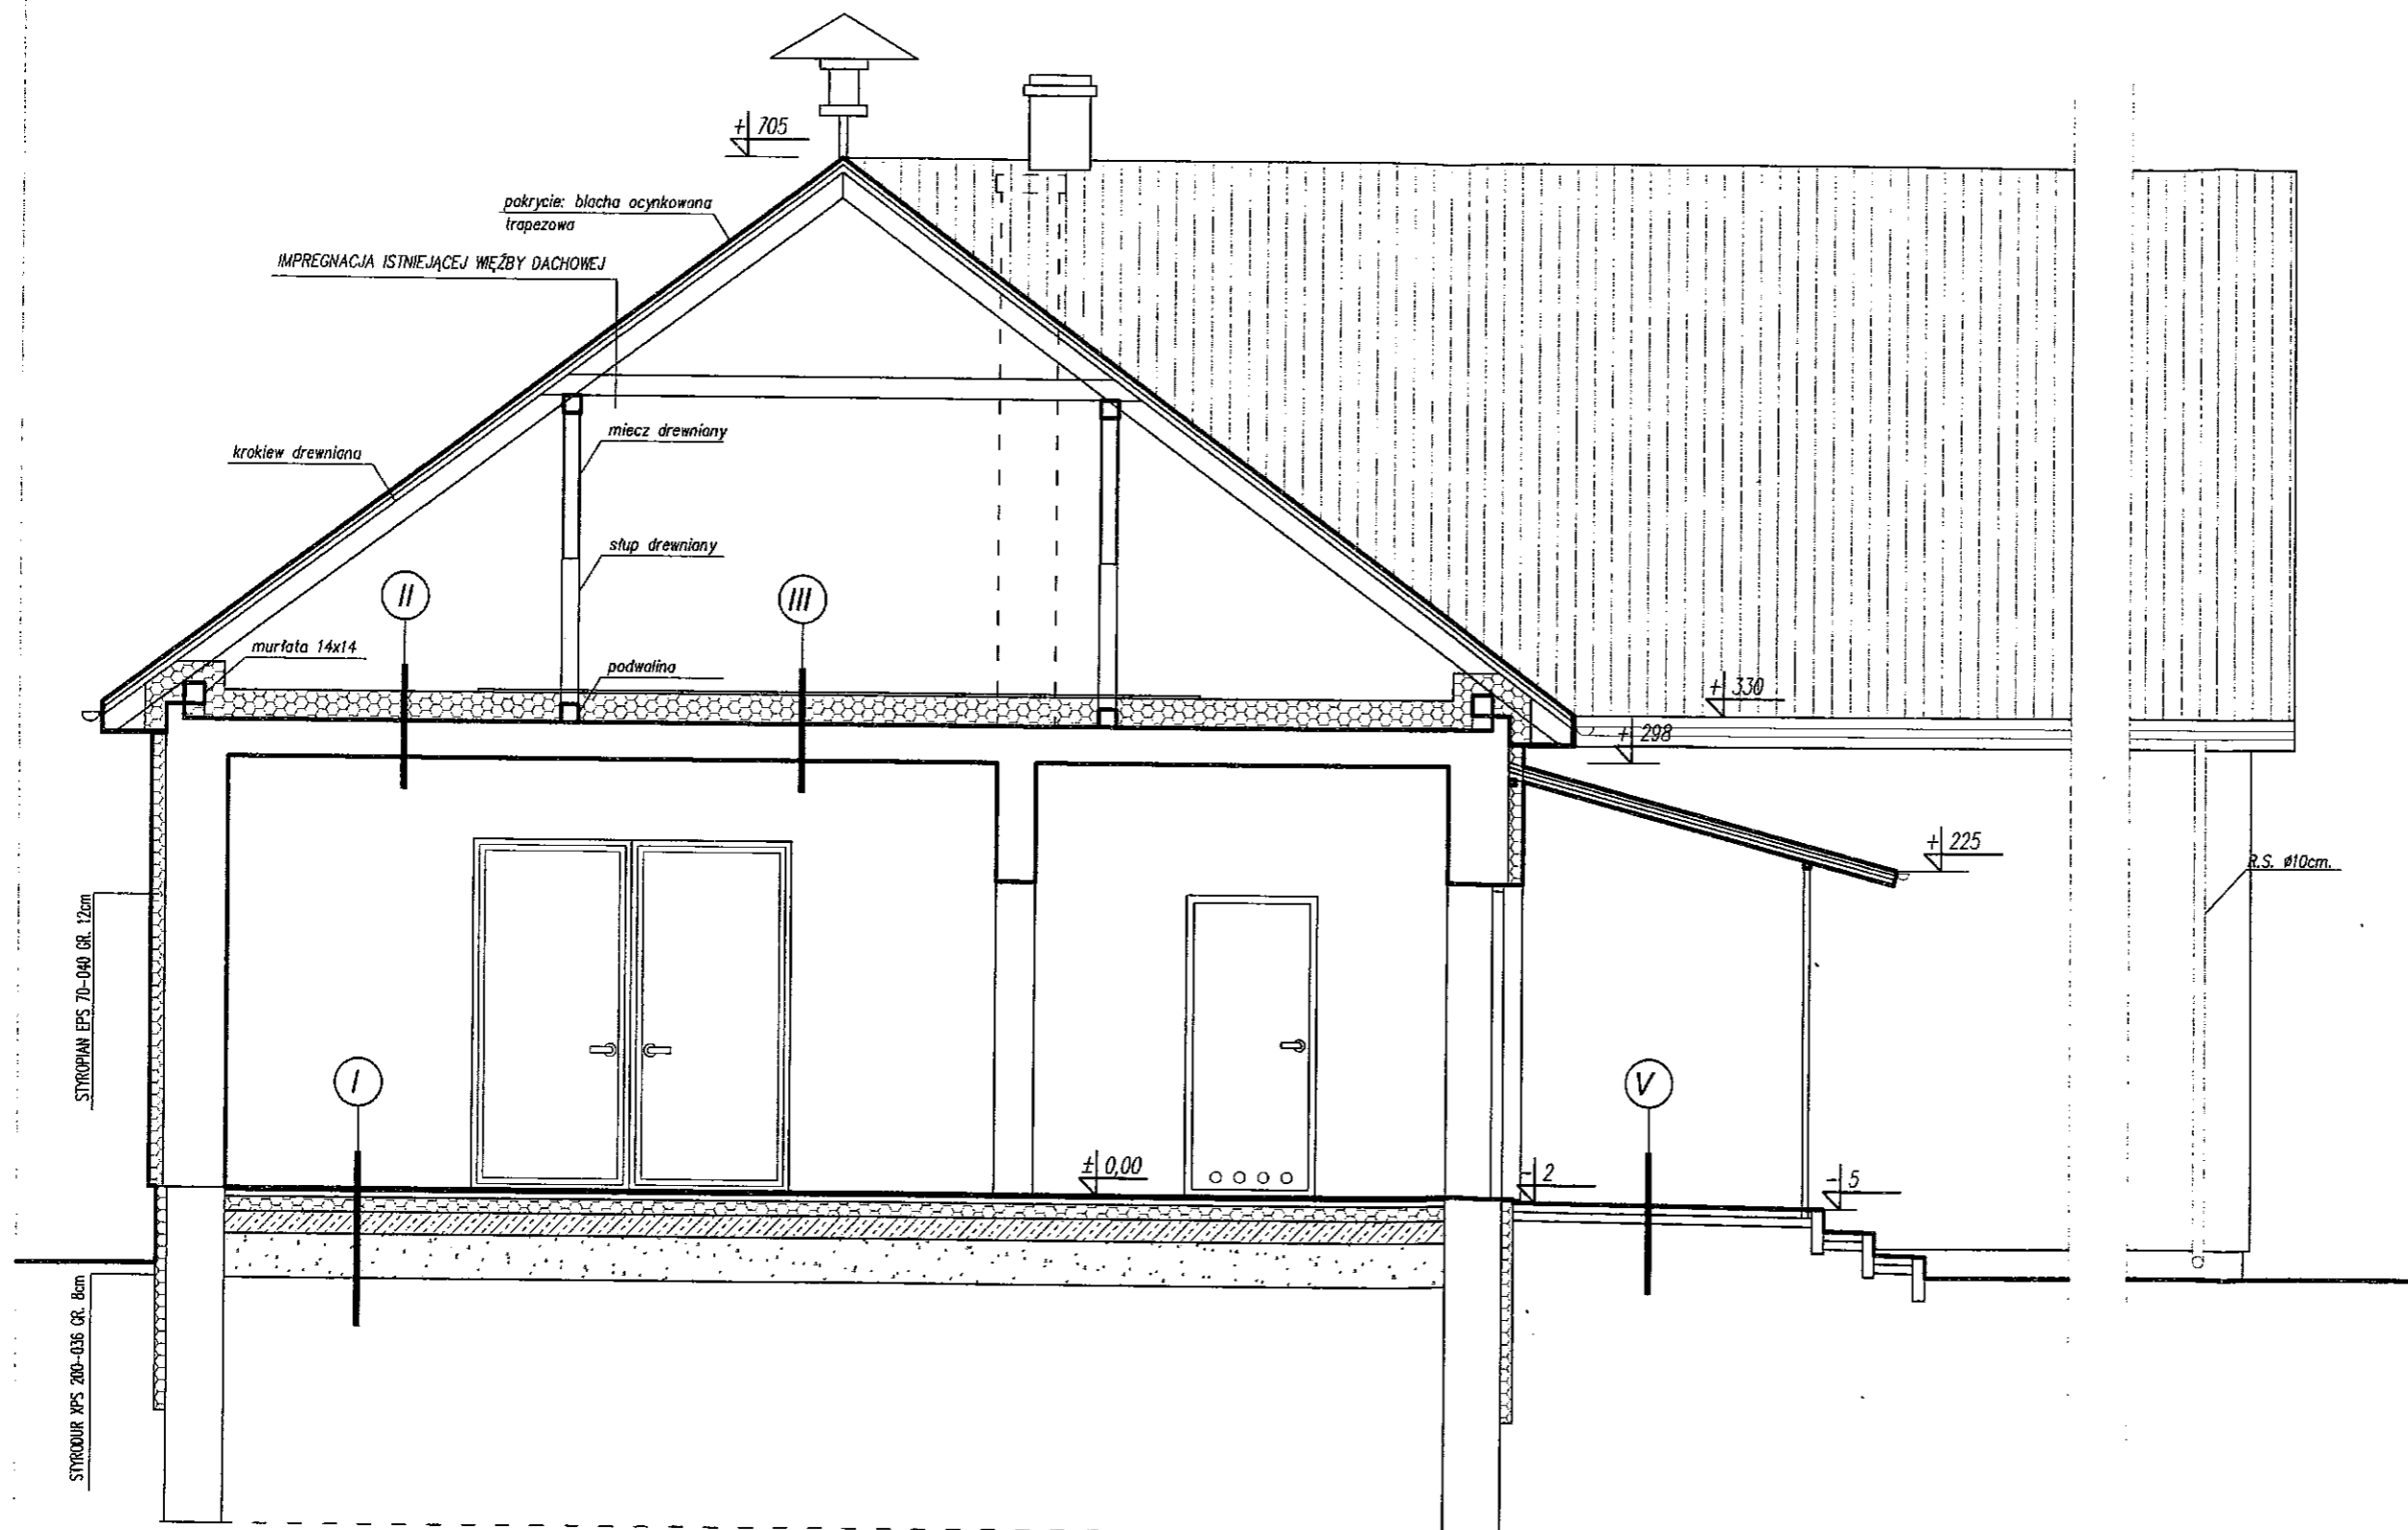 + 705
pokrycie: blacha ocynkowana
trapezowa
IMPREGNACJA ISTNIEJĄCEJ WIĘŹBY DACHOWEJ
miecz drewniany
krokiew drewniana
słup drewniany
II
III
murłata 14x14
podwalina
+ 330
+ 298
+ 225
R.S. ø10cm.
STYROPIAN EPS 70-040 GR. 12cm
I
V
± 0,00
- 2
- 5
STYRODUR XPS 200-036 GR. 8cm